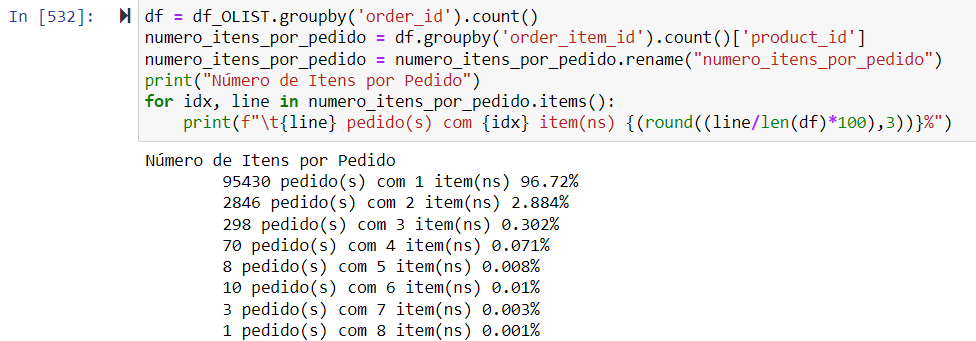 In [532]:
df = df_OLIST.groupby('order_id').count()
numero_itens_por_pedido = df.groupby('order_item_id').count()['product_id']
numero_itens_por_pedido = numero_itens_por_pedido.rename("numero_itens_por_pedido")
print("Número de Itens por Pedido")
for idx, line in numero_itens_por_pedido.items():
    print(f"\t{line} pedido(s) com {idx} item(ns) {(round((line/len(df)*100),3))}%")
Número de Itens por Pedido
	95430 pedido(s) com 1 item(ns) 96.72%
	2846 pedido(s) com 2 item(ns) 2.884%
	298 pedido(s) com 3 item(ns) 0.302%
	70 pedido(s) com 4 item(ns) 0.071%
	8 pedido(s) com 5 item(ns) 0.008%
	10 pedido(s) com 6 item(ns) 0.01%
	3 pedido(s) com 7 item(ns) 0.003%
	1 pedido(s) com 8 item(ns) 0.001%